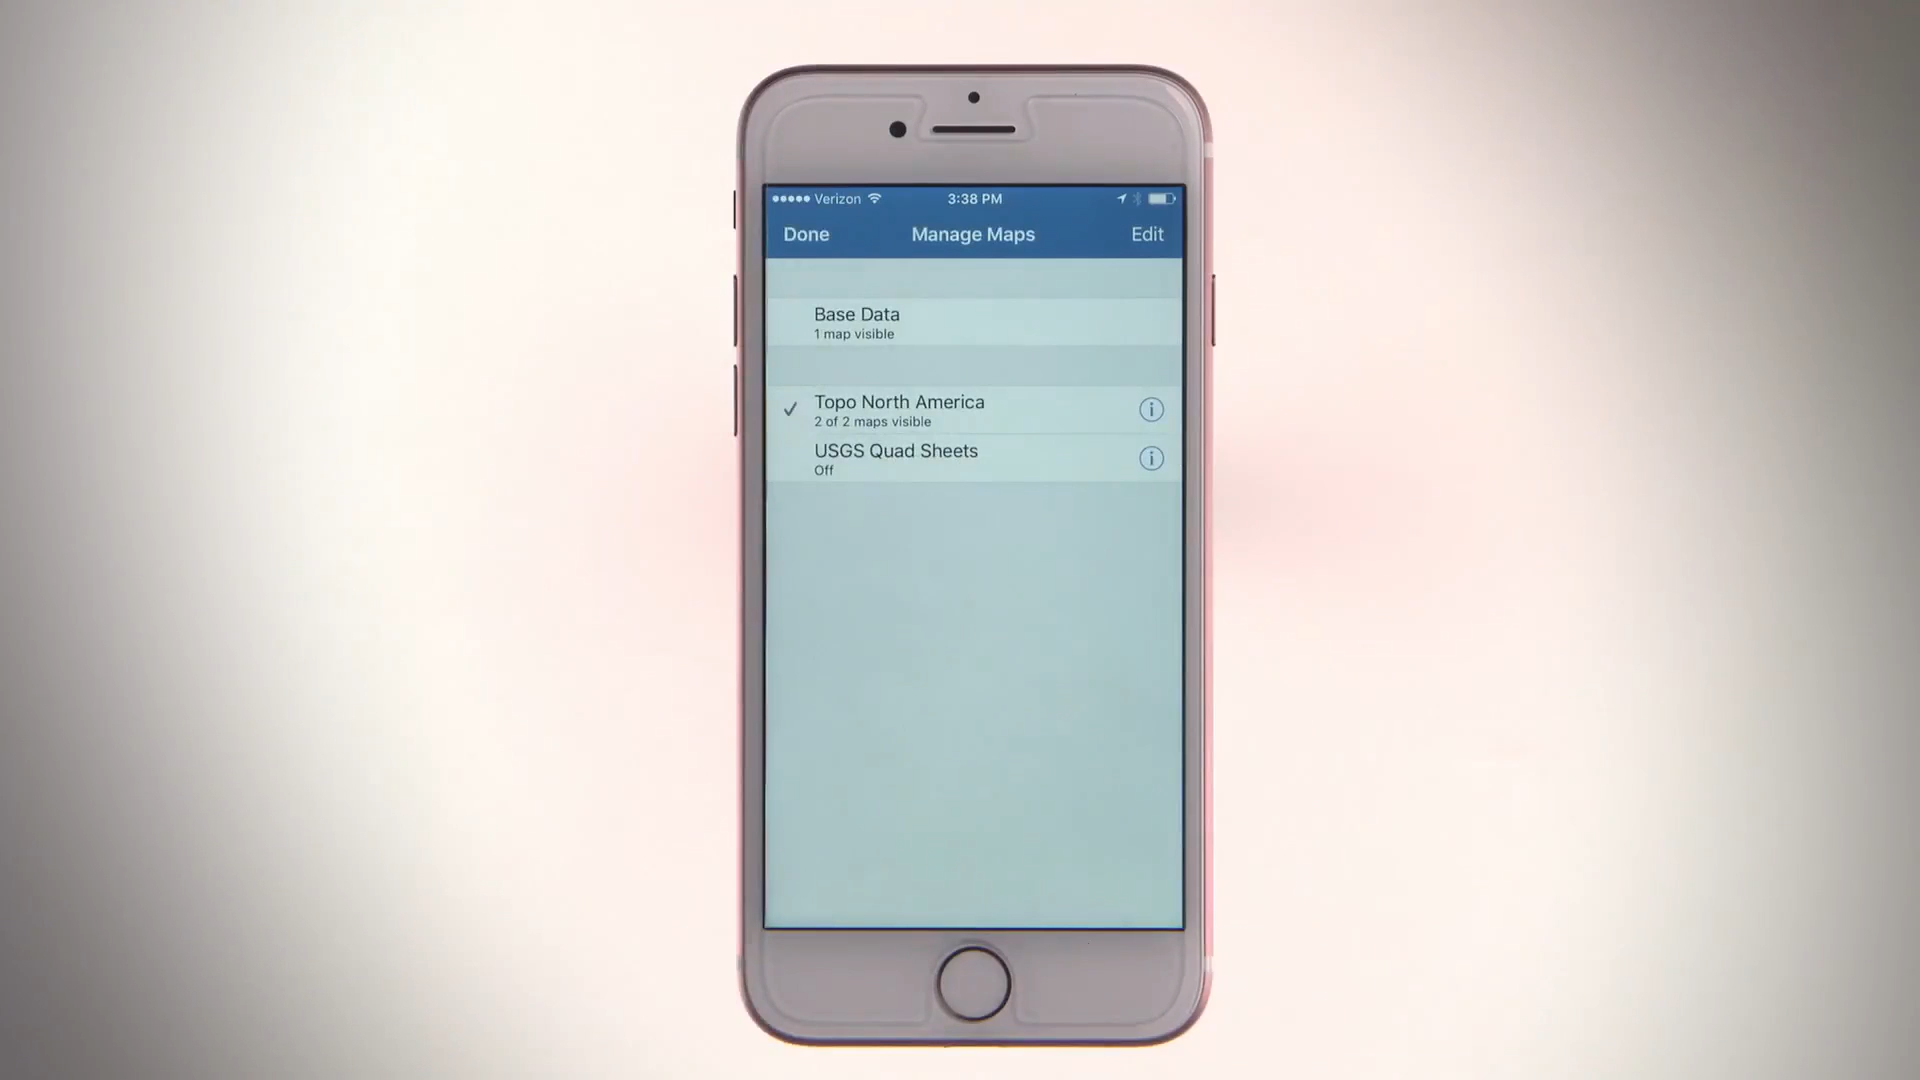 Verizon 3:38 PM
Done Manage Maps Edit
Base Data
1 map visible
Topo North America
2 of 2 maps visible
USGS Quad Sheets
Off